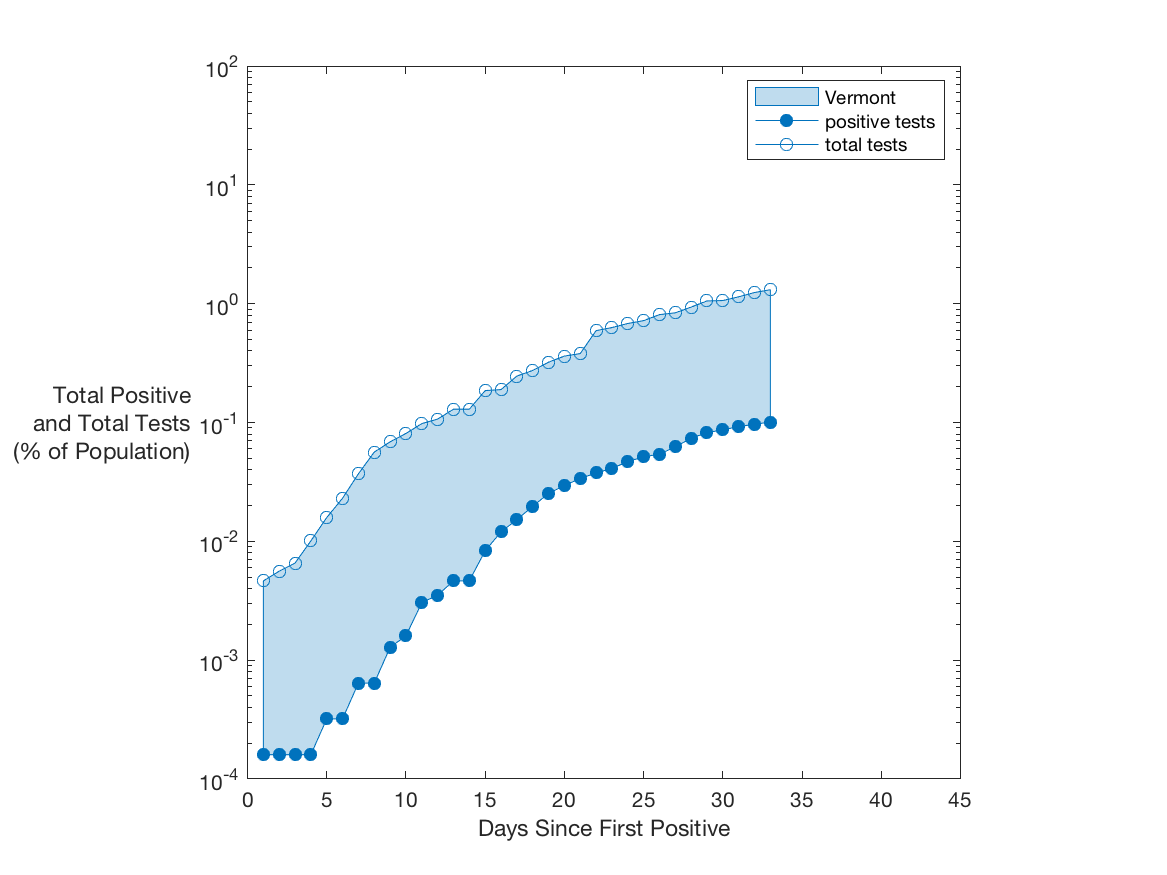 10^2
10^1
10^0
10^-1
10^-2
10^-3
10^-4
Total Positive
and Total Tests
(% of Population)
Vermont
positive tests
total tests
0 5 10 15 20 25 30 35 40 45
Days Since First Positive